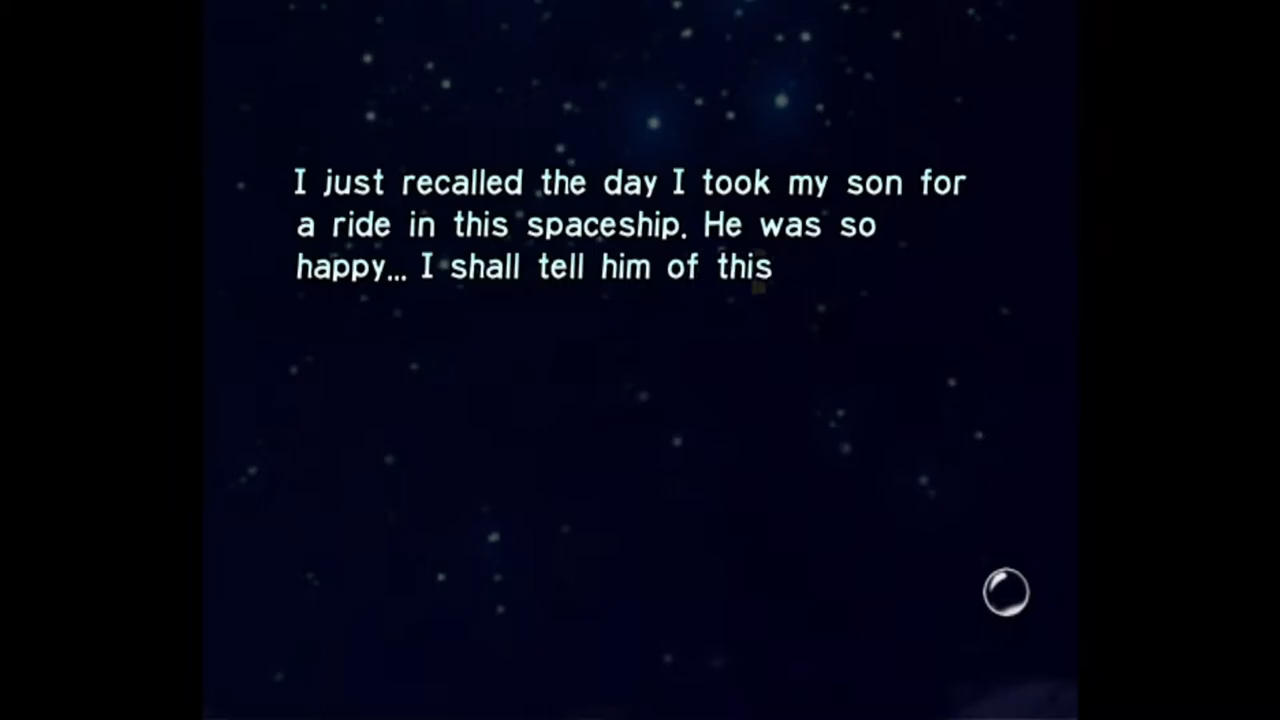 I just recalled the day I took my son for
a ride in this spaceship. He was so
happy... I shall tell him of this